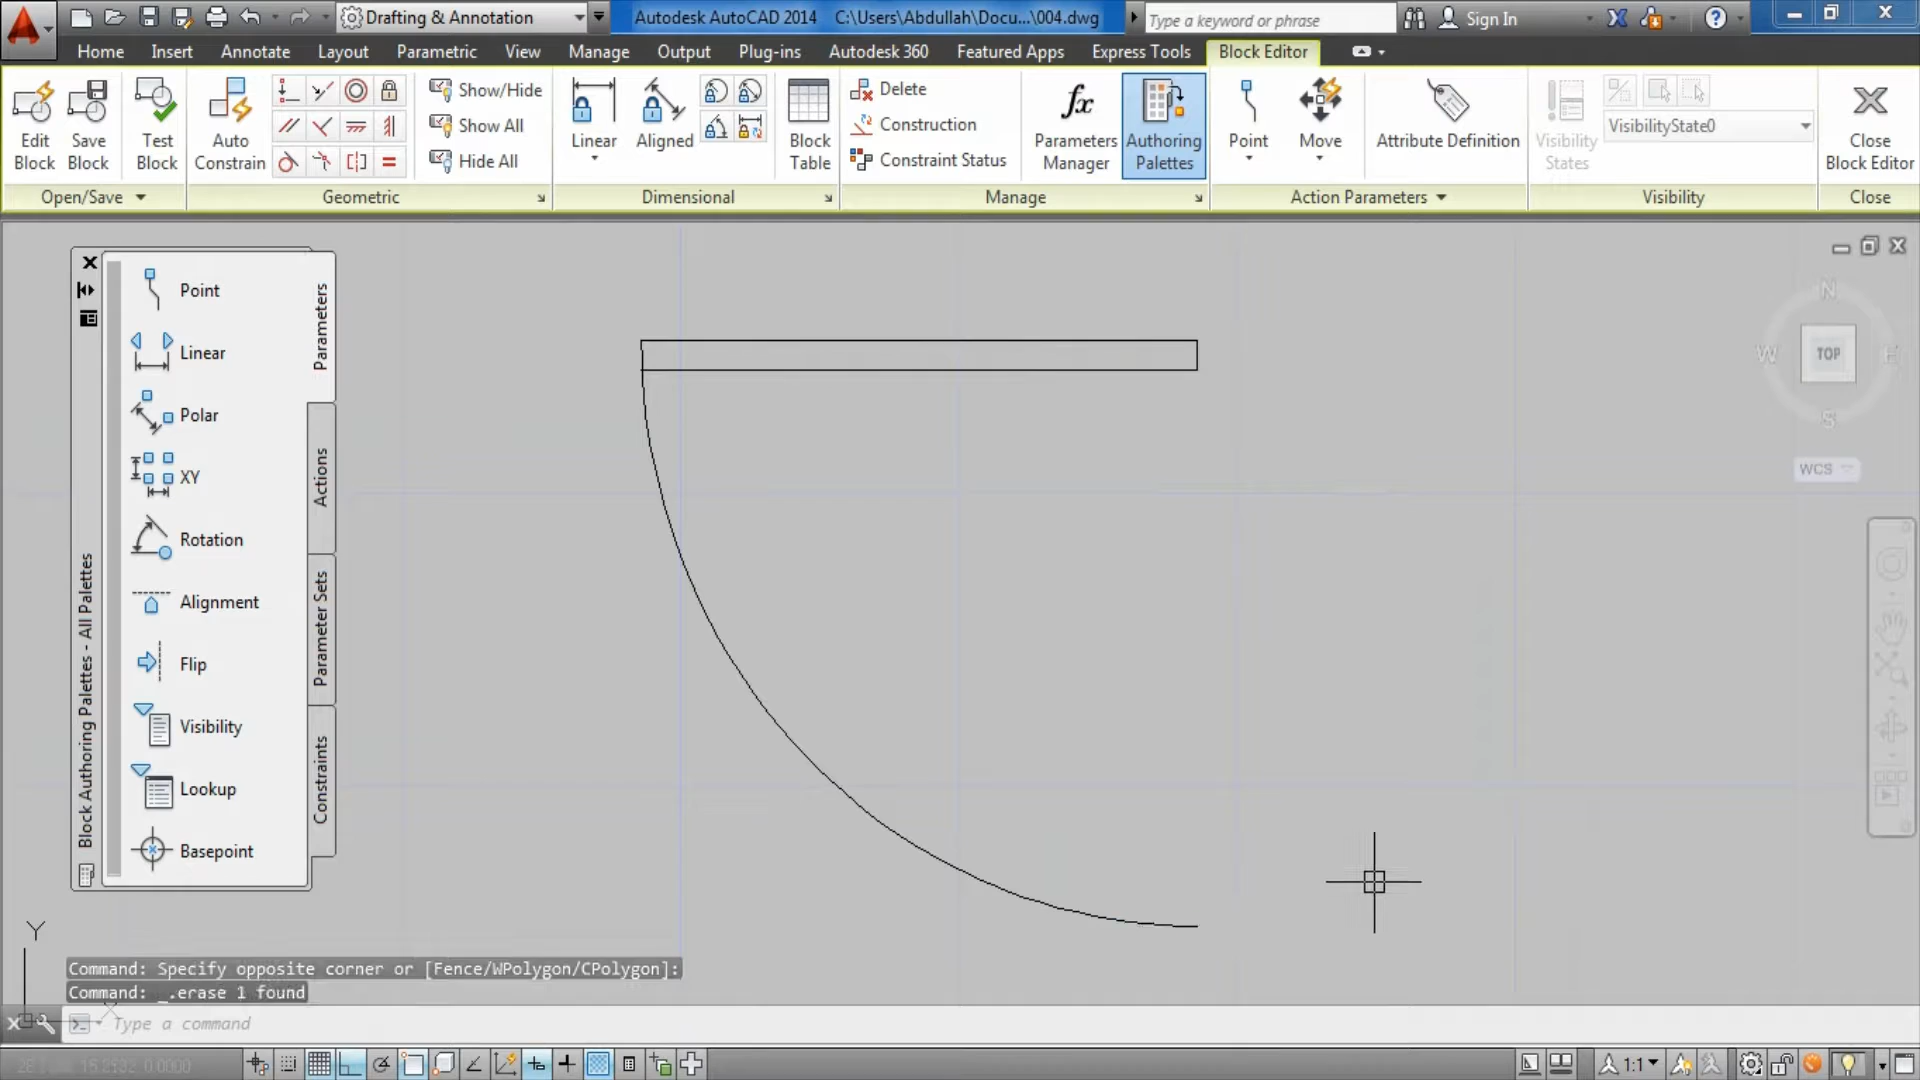 Drafting & Annotation
Autodesk AutoCAD 2014 C:\Users\Abdullah\Docu...\004.dwg
Type a keyword or phrase
Sign In
Home Insert Annotate Layout Parametric View Manage Output Plug-ins Autodesk 360 Featured Apps Express Tools Block Editor
Edit Block
Save Block
Test Block
Auto Constrain
Show/Hide
Show All
Hide All
Linear
Aligned
Block Table
Delete
Construction
Constraint Status
Parameters Manager
Authoring Palettes
Point
Move
Attribute Definition
Visibility States
VisibilityState0
Close Block Editor
Open/Save
Geometric
Dimensional
Manage
Action Parameters
Visibility
Close
Point
Linear
Polar
XY
Rotation
Alignment
Flip
Visibility
Lookup
Basepoint
Parameters
Actions
Parameter Sets
Constraints
Block Authoring Palettes - All Palettes
N
W
TOP
E
S
WCS
Y
X
Command: Specify opposite corner or [Fence/WPolygon/CPolygon]:
Command: _.erase 1 found
Type a command
1:1